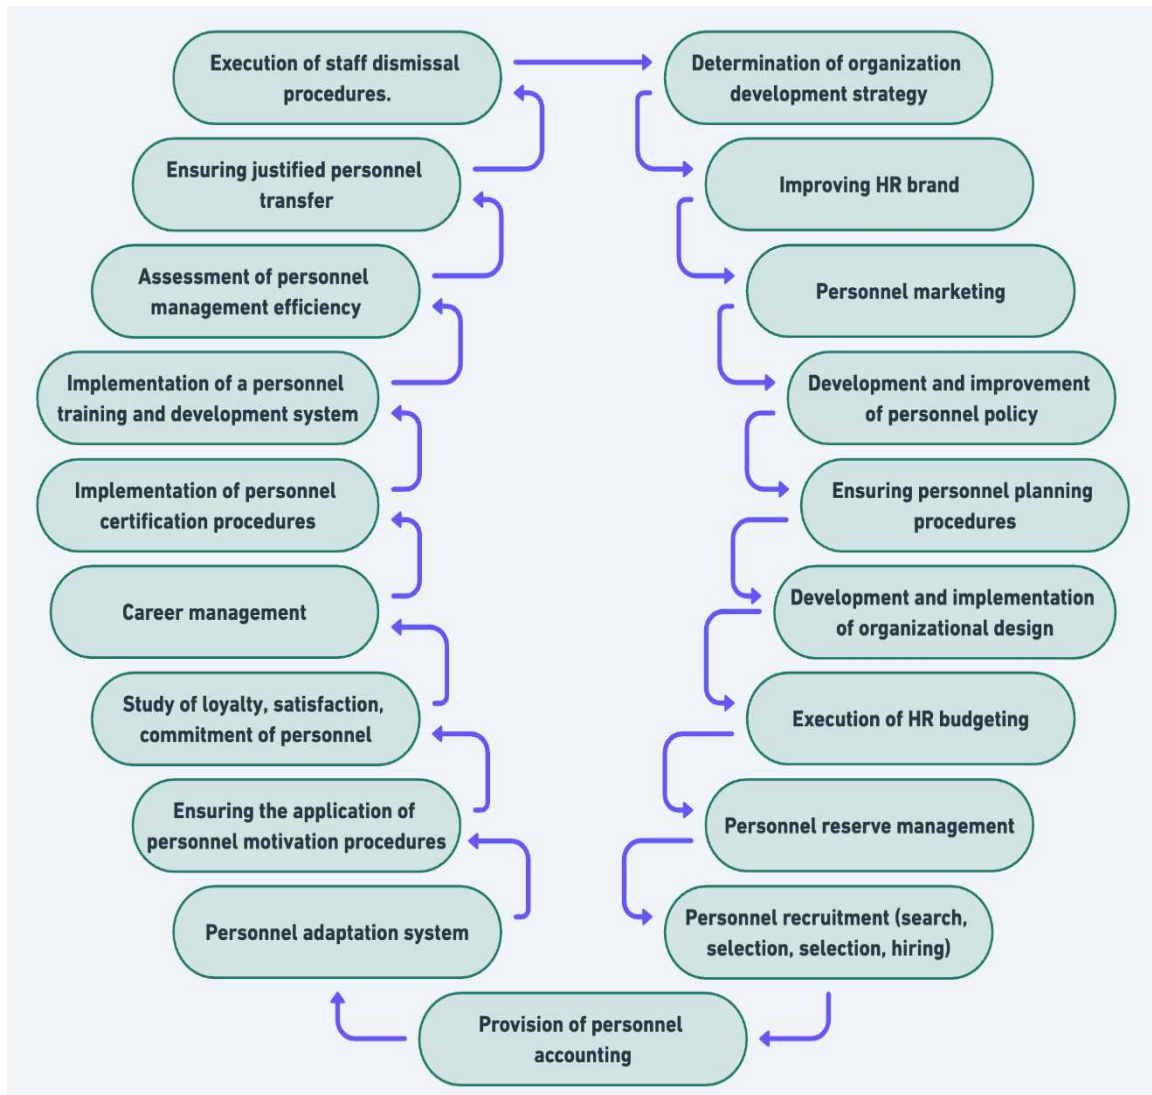 Execution of staff dismissal
procedures.
Determination of organization
development strategy
Ensuring justified personnel
transfer
Improving HR brand
Assessment of personnel
management efficiency
Personnel marketing
Implementation of a personnel
training and development system
Development and improvement
of personnel policy
Implementation of personnel
certification procedures
Ensuring personnel planning
procedures
Career management
Development and implementation
of organizational design
Study of loyalty, satisfaction,
commitment of personnel
Execution of HR budgeting
Ensuring the application of
personnel motivation procedures
Personnel reserve management
Personnel adaptation system
Personnel recruitment (search,
selection, selection, hiring)
Provision of personnel
accounting